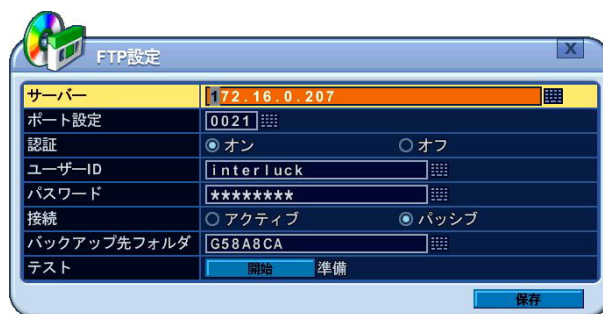 FTP設定
X
サーバー 172.16.0.207
ポート設定 0021
認証 オン オフ
ユーザーID interluck
パスワード ********
接続 アクティブ パッシブ
バックアップ先フォルダ G58A8CA
テスト 開始 準備
保存